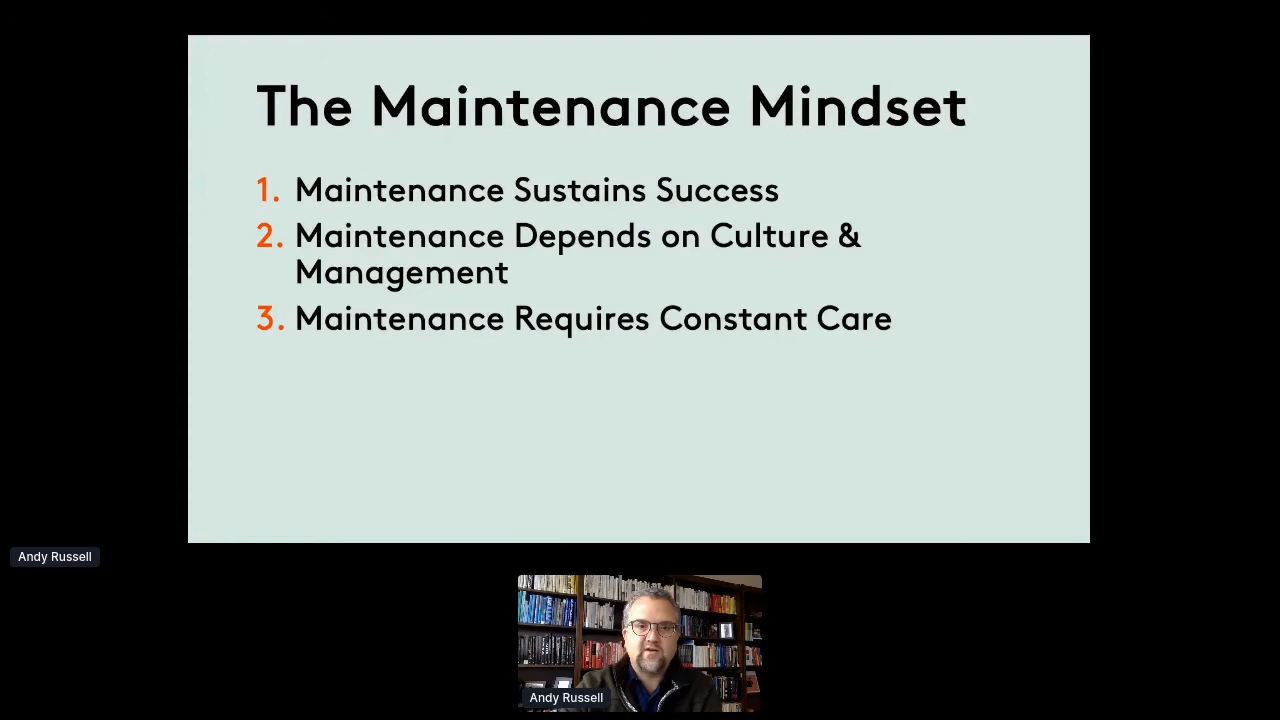 The Maintenance Mindset
1. Maintenance Sustains Success
2. Maintenance Depends on Culture &
Management
3. Maintenance Requires Constant Care
Andy Russell
Andy Russell